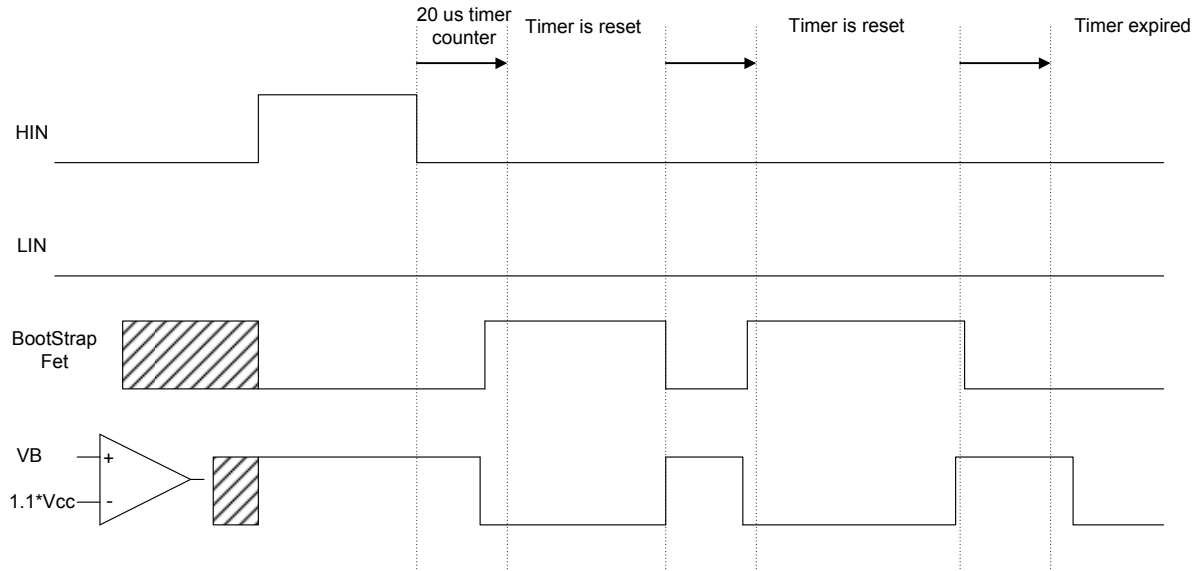 20 us timer
counter
Timer is reset
Timer is reset
Timer expired
HIN
LIN
BootStrap
Fet
VB
+
1.1*Vcc
-